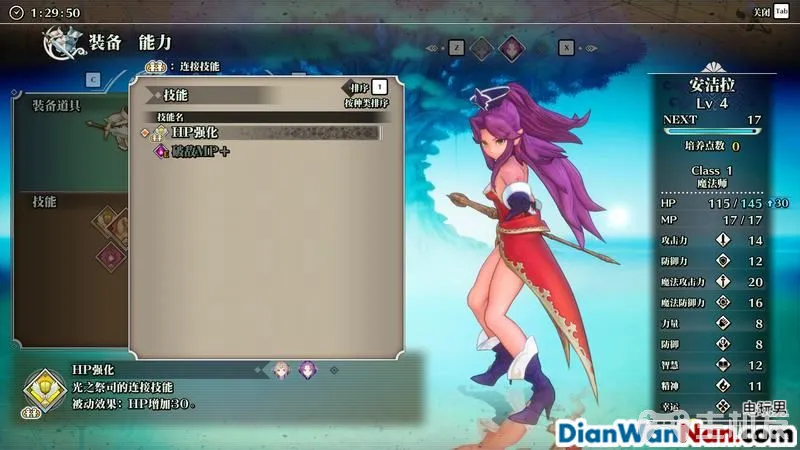 1:29:50
关闭 Tab
装备 能力
Z
X
：连接技能
C
装备道具
技能
技能
排序 1
按种类排序
技能名
HP强化
破敌MP+
安洁拉
Lv 4
NEXT 17
培养点数 0
Class 1
魔法师
HP 115/145 ↑30
MP 17/17
攻击力 14
防御力 12
魔法攻击力 20
魔法防御力 16
力量 8
防御 8
智慧 12
精神 11
幸运
HP强化
光之祭司的连接技能
被动效果：HP增加30。
电玩男
DianWanNan.com